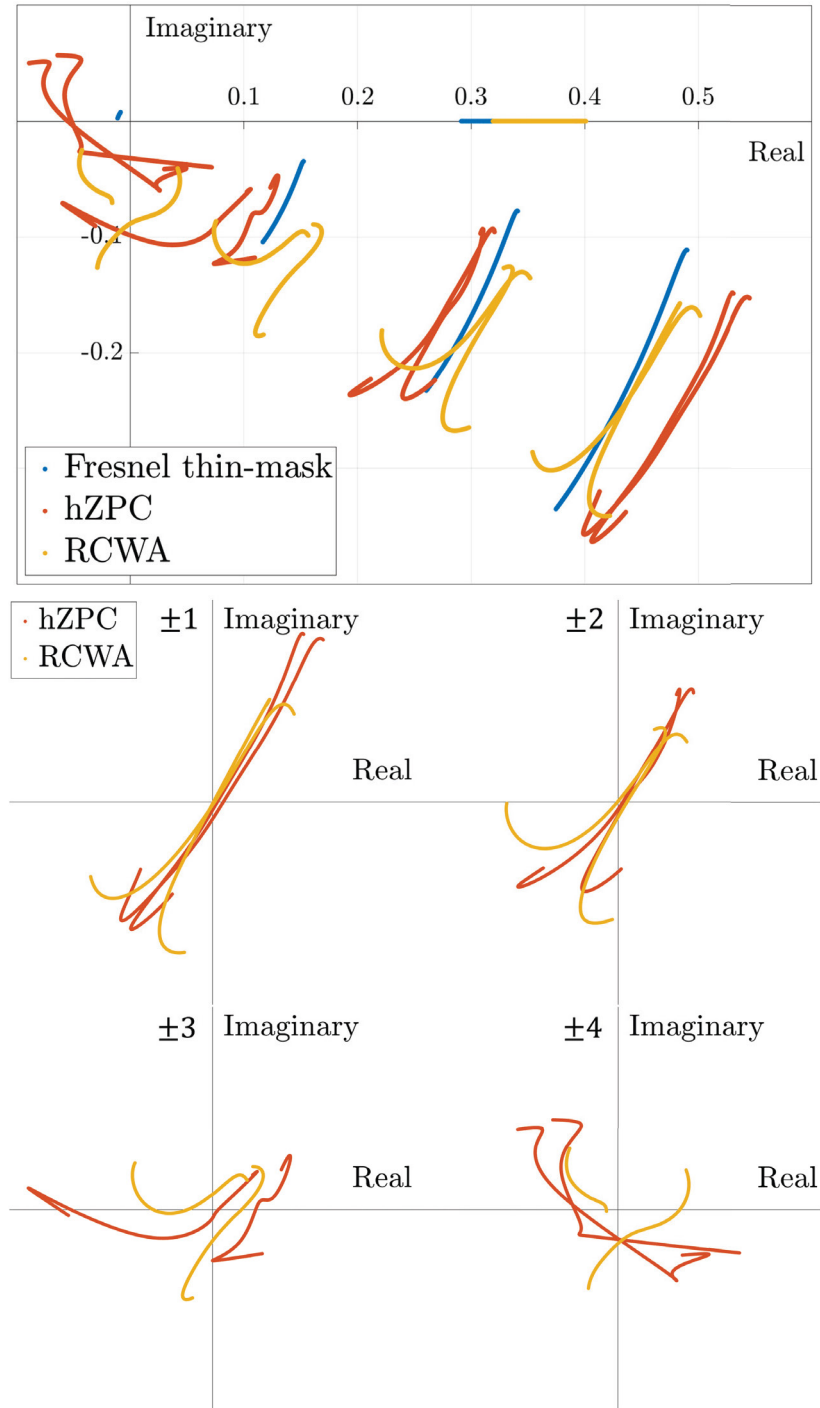 Imaginary
0.1 0.2 0.3 0.4 0.5
Real
-0.1
-0.2
Fresnel thin-mask
hZPC
RCWA
hZPC
RCWA
±1 Imaginary
Real
±2 Imaginary
Real
±3 Imaginary
Real
±4 Imaginary
Real